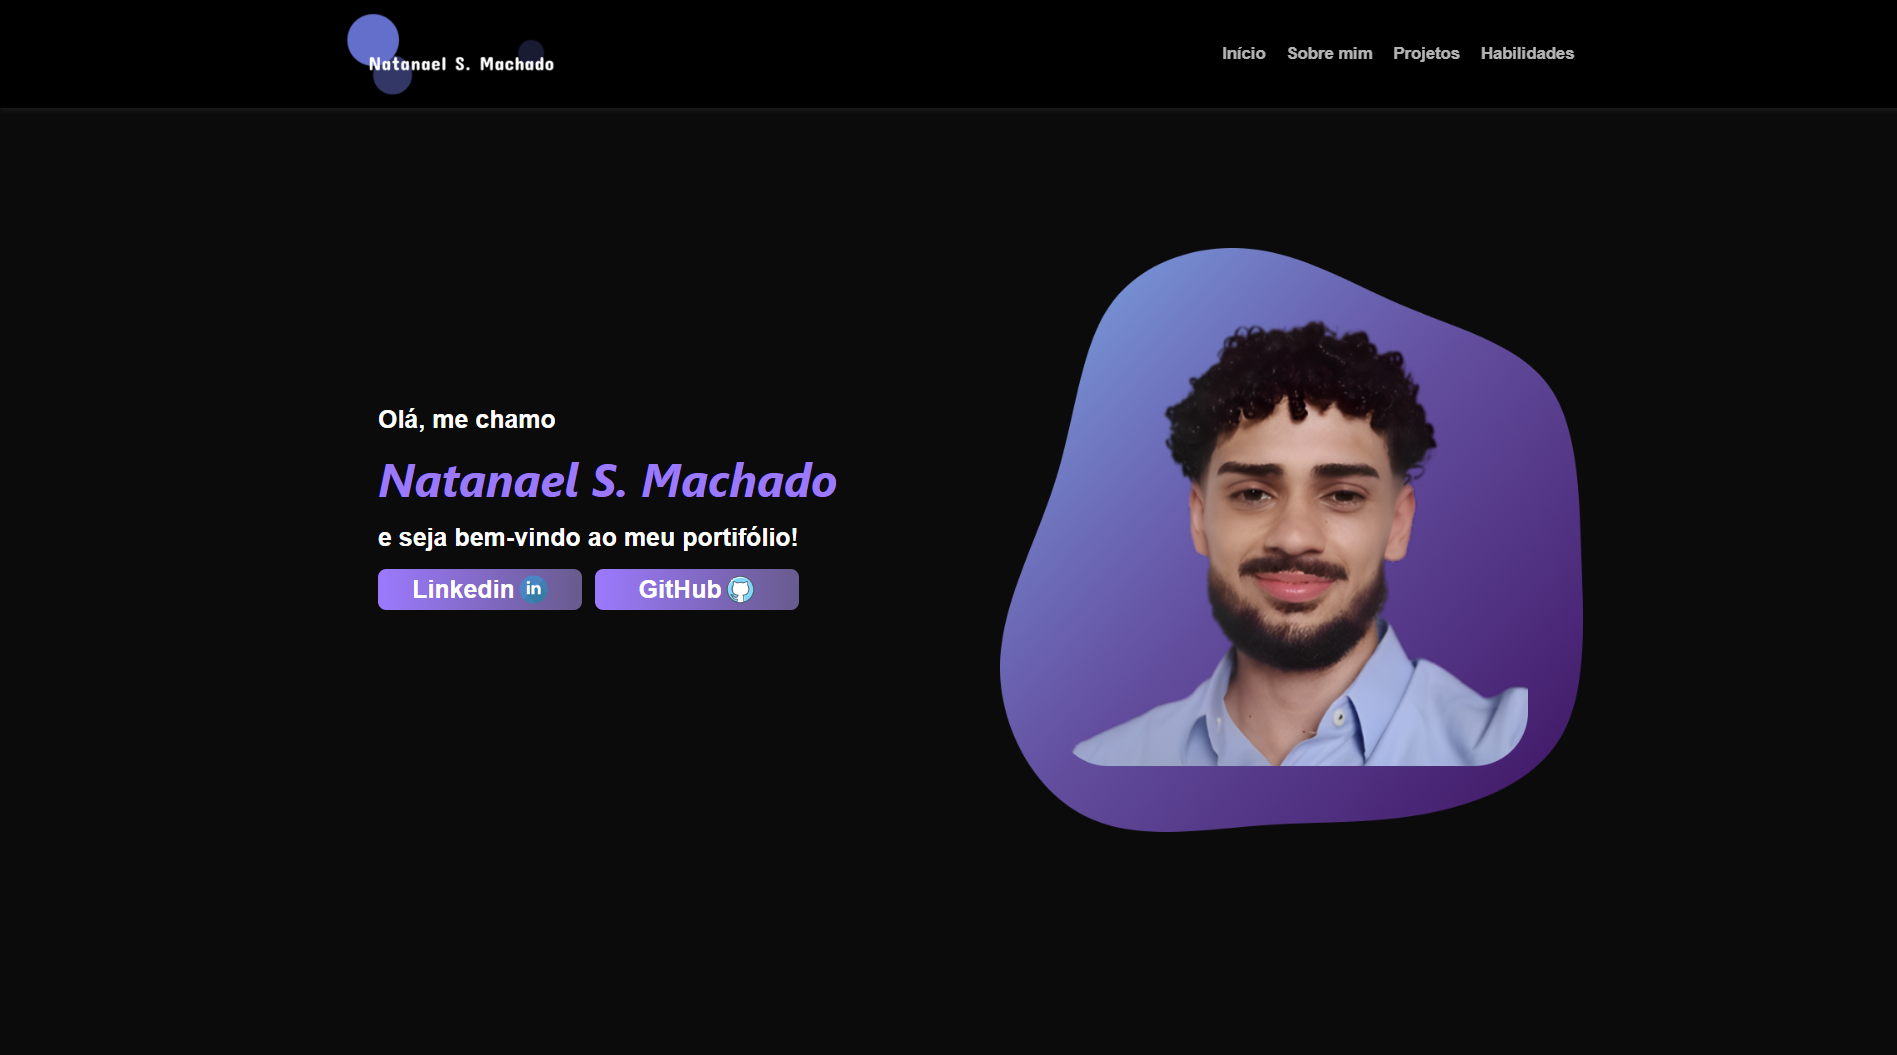 Natanael S. Machado
Início Sobre mim Projetos Habilidades
Olá, me chamo
Natanael S. Machado
e seja bem-vindo ao meu portifólio!
Linkedin in GitHub